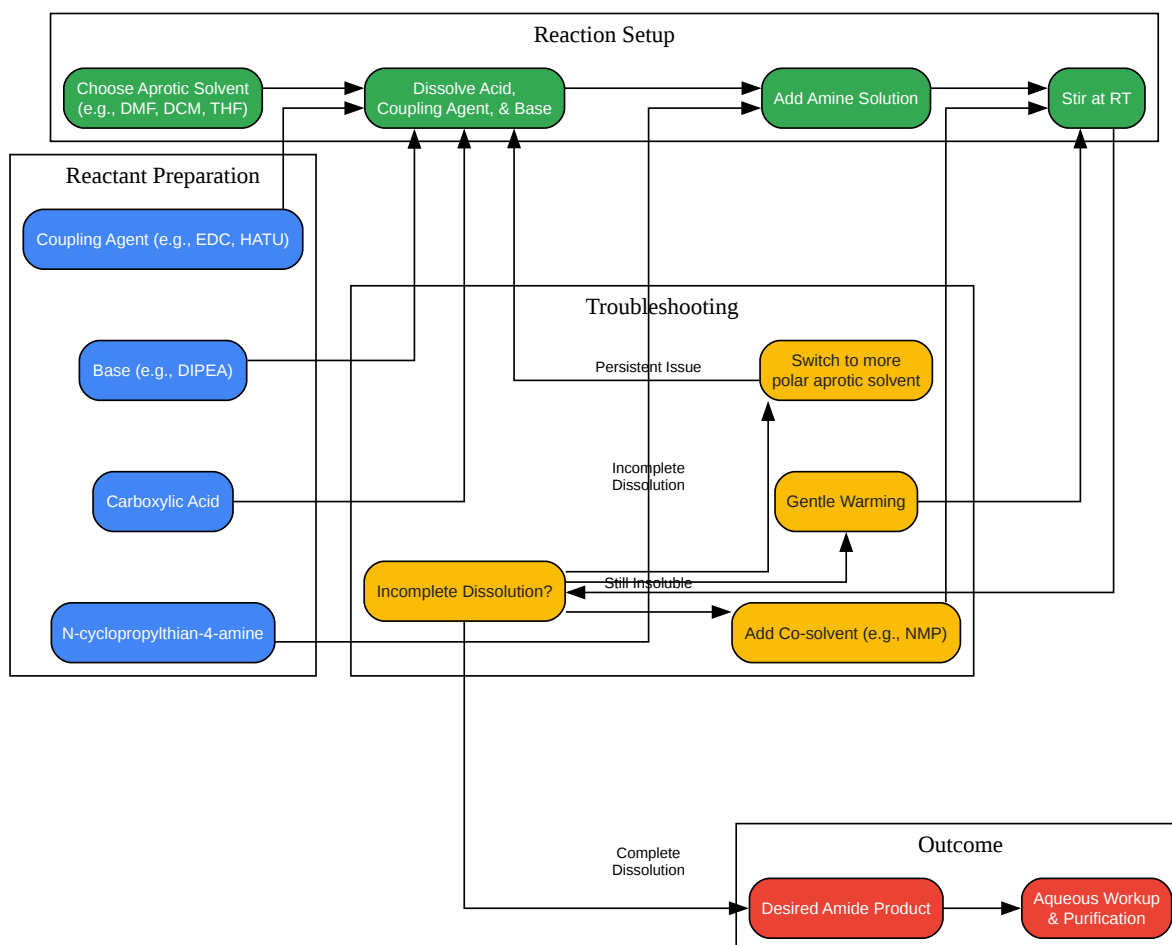 Reaction Setup
Choose Aprotic Solvent
(e.g., DMF, DCM, THF)
Dissolve Acid,
Coupling Agent, & Base
Add Amine Solution
Stir at RT
Reactant Preparation
Coupling Agent (e.g., EDC, HATU)
Base (e.g., DIPEA)
Carboxylic Acid
N-cyclopropylthian-4-amine
Troubleshooting
Persistent Issue
Switch to more
polar aprotic solvent
Incomplete
Dissolution
Gentle Warming
Incomplete Dissolution?
Still Insoluble
Add Co-solvent (e.g., NMP)
Complete
Dissolution
Outcome
Desired Amide Product
Aqueous Workup
& Purification